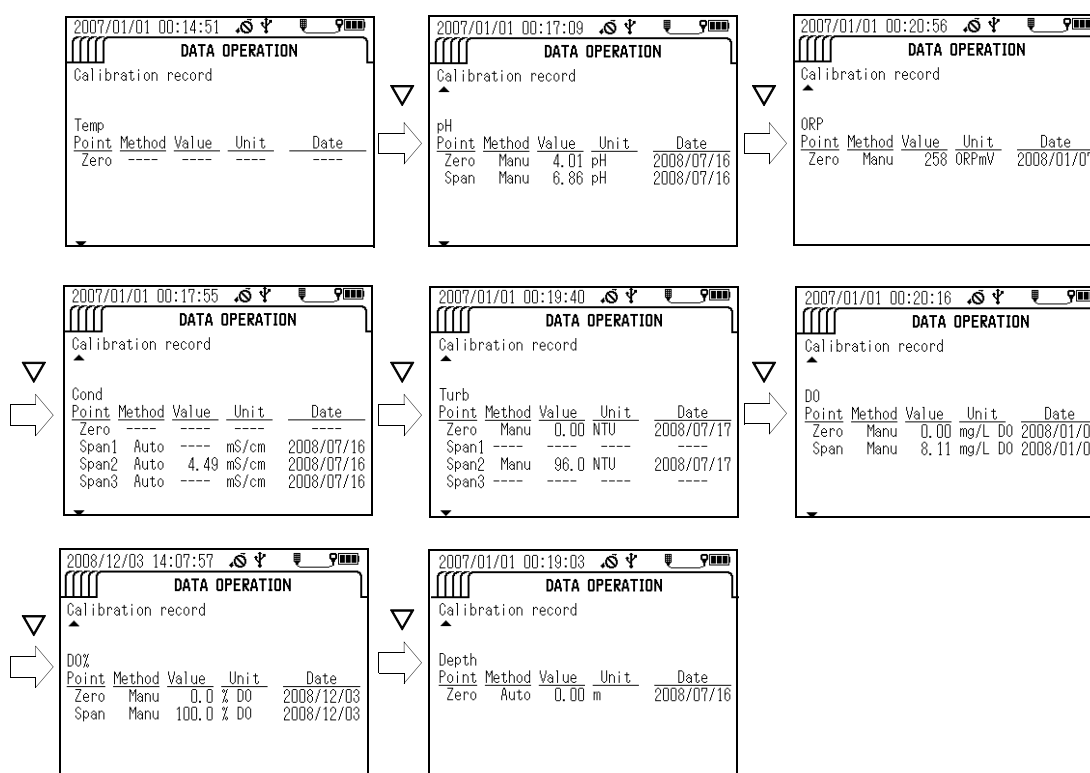 2007/01/01 00:14:51
DATA OPERATION
Calibration record
Temp
Point Method Value Unit Date
Zero ---- ---- ---- ----
2007/01/01 00:17:09
DATA OPERATION
Calibration record
pH
Point Method Value Unit Date
Zero Manu 4.01 pH 2008/07/16
Span Manu 6.86 pH 2008/07/16
2007/01/01 00:20:56
DATA OPERATION
Calibration record
ORP
Point Method Value Unit Date
Zero Manu 258 ORPmV 2008/01/07
2007/01/01 00:17:55
DATA OPERATION
Calibration record
Cond
Point Method Value Unit Date
Zero ---- ---- ---- ----
Span1 Auto ---- mS/cm 2008/07/16
Span2 Auto 4.49 mS/cm 2008/07/16
Span3 Auto ---- mS/cm 2008/07/16
2007/01/01 00:19:40
DATA OPERATION
Calibration record
Turb
Point Method Value Unit Date
Zero Manu 0.00 NTU 2008/07/17
Span1 ---- ---- ---- ----
Span2 Manu 96.0 NTU 2008/07/17
Span3 ---- ---- ---- ----
2007/01/01 00:20:16
DATA OPERATION
Calibration record
DO
Point Method Value Unit Date
Zero Manu 0.00 mg/L DO 2008/01/0
Span Manu 8.11 mg/L DO 2008/01/0
2008/12/03 14:07:57
DATA OPERATION
Calibration record
DO%
Point Method Value Unit Date
Zero Manu 0.0 % DO 2008/12/03
Span Manu 100.0 % DO 2008/12/03
2007/01/01 00:19:03
DATA OPERATION
Calibration record
Depth
Point Method Value Unit Date
Zero Auto 0.00 m 2008/07/16